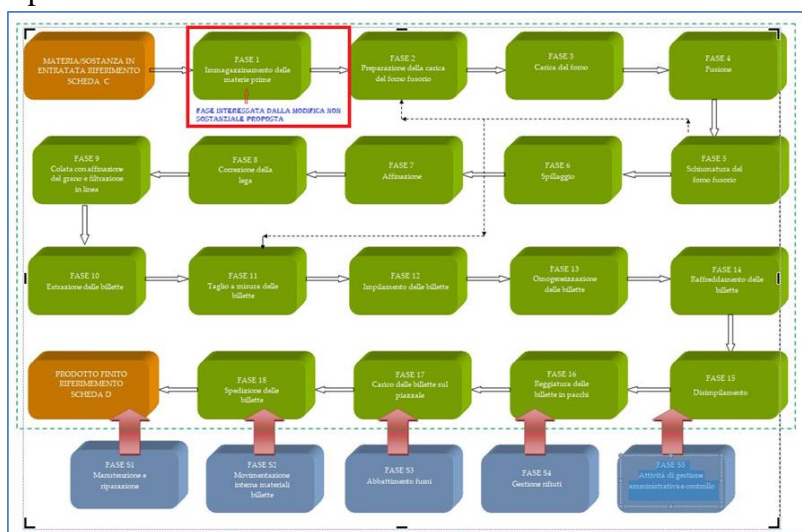 MATERIA/SOSTANZA IN
ENTRATATA RIFERIMENTO
SCHEDA C
FASE 1
Immagazzinamento delle
materie prime
FASE INTERESSATA DALLA MODIFICA NON
SOSTANZIALE PROPOSTA
FASE 2
Preparazione della carica
del forno fusorio
FASE 3
Carica del forno
FASE 4
Fusione
FASE 9
Colata con affinazione
del grano e filtrazione
in linea
FASE 8
Correzione della
lega
FASE 7
Affinazione
FASE 6
Spillaggio
FASE 5
Schiumatura del
forno fusorio
FASE 10
Estrazione delle billette
FASE 11
Taglio a misura delle
billette
FASE 12
Impilamento delle billette
FASE 13
Omogeneizzazione
delle billette
FASE 14
Raffreddamento delle
billette
PRODOTTO FINITO
RIFERIMEMENTO
SCHEDA D
FASE 18
Spedizione delle
billette
FASE 17
Carico delle billette sul
piazzale
FASE 16
Reggiatura delle
billette in pacchi
FASE 15
Disimpilamento
FASE S1
Manutenzione e
riparazione
FASE S2
Movimentazione
interna materiali
billette
FASE S3
Abbattimento fumi
FASE S4
Gestione rifiuti
FASE S5
Attività di gestione
amministrativa e controllo